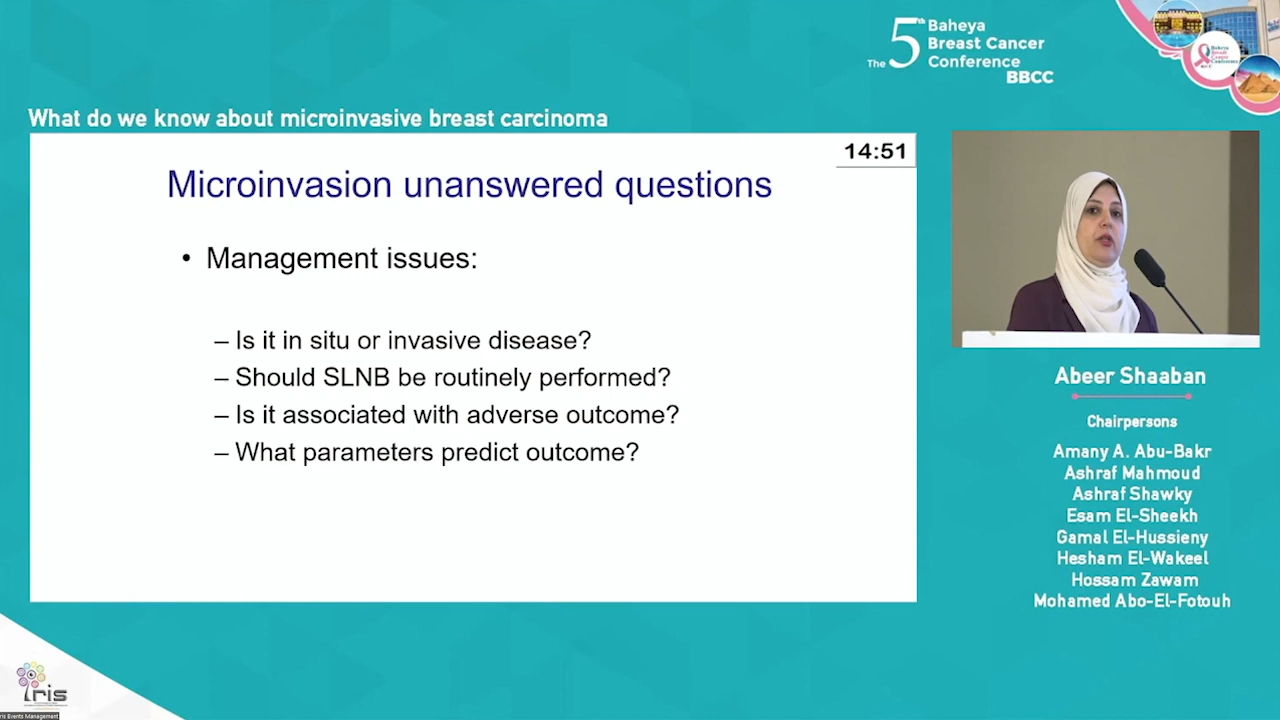 The 5th Baheya
Breast Cancer
Conference
BBCC
What do we know about microinvasive breast carcinoma
14:51
Microinvasion unanswered questions
• Management issues:
– Is it in situ or invasive disease?
– Should SLNB be routinely performed?
– Is it associated with adverse outcome?
– What parameters predict outcome?
Abeer Shaaban
Chairpersons
Amany A. Abu-Bakr
Ashraf Mahmoud
Ashraf Shawky
Esam El-Sheekh
Gamal El-Hussieny
Hesham El-Wakeel
Hossam Zawam
Mohamed Abo-El-Fotouh
Iris
Iris Events Management